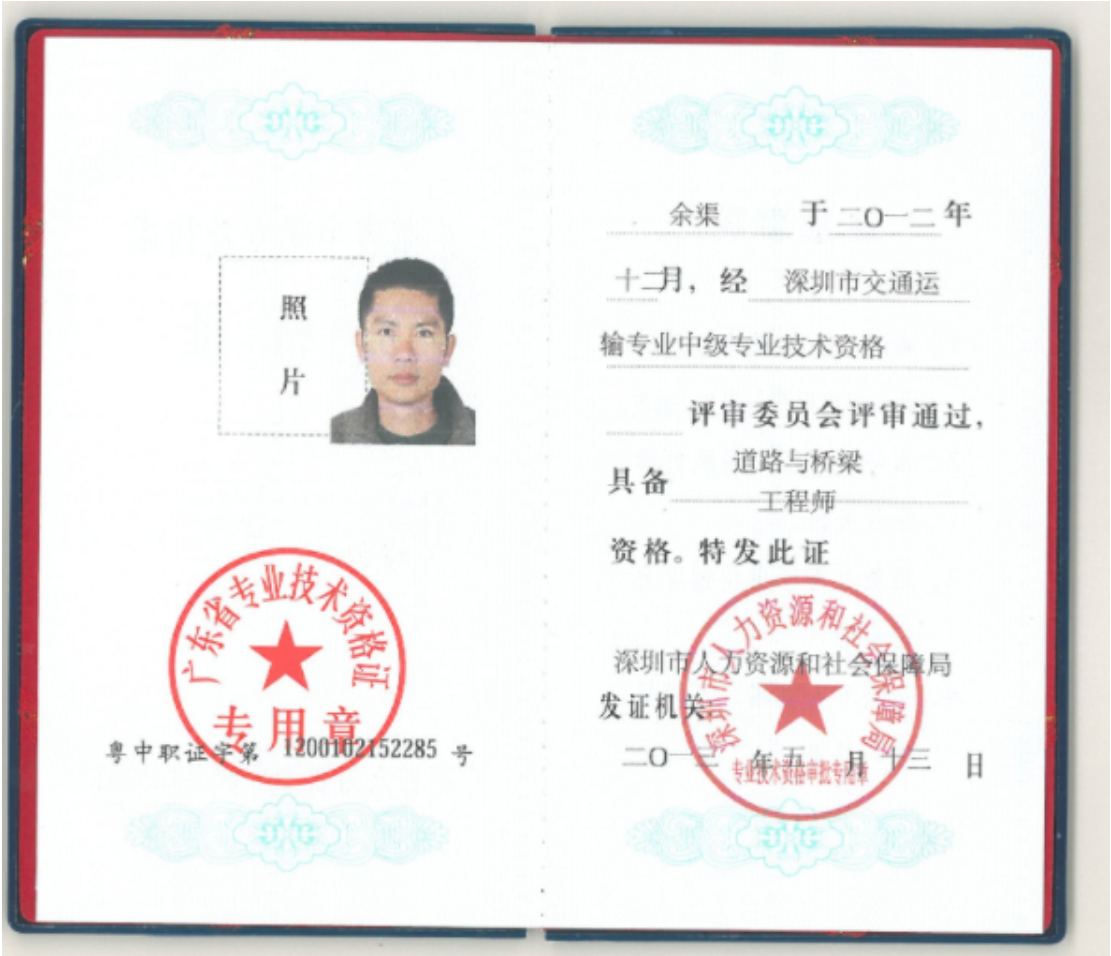 照
片
广东省专业技术资格证
专用章
粤中职证字第 1200102152285 号
余渠 于 二〇一二 年
十二月，经 深圳市交通运
输专业中级专业技术资格
评审委员会评审通过，
道路与桥梁
具备
工程师
资格。特发此证
深圳市人力资源和社会保障局
深圳市人力资源和社会保障局
发证机关
二〇一三 年 五 月 十三 日
专业技术资格审批专用章